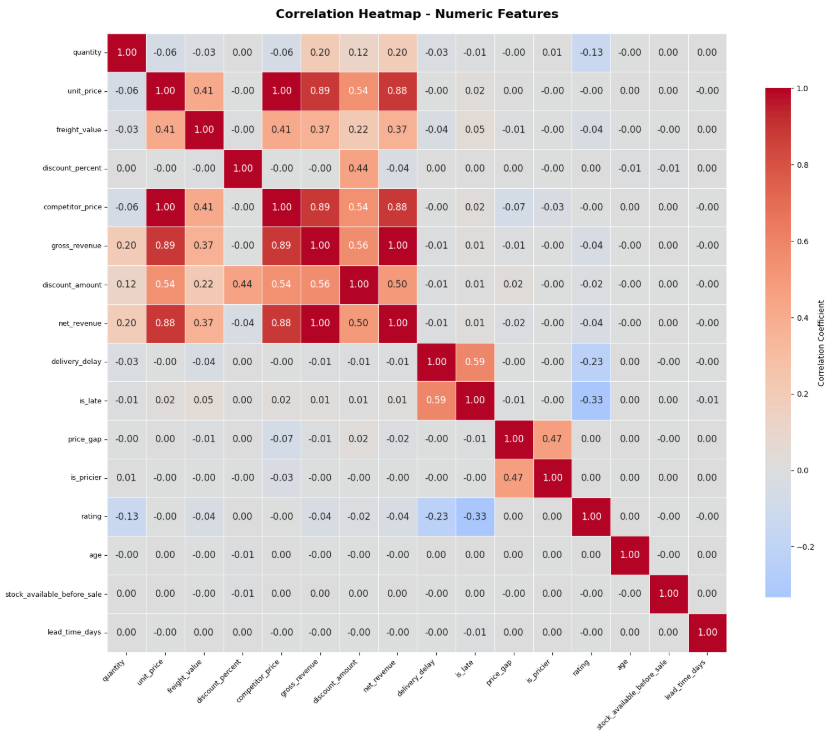 Correlation Heatmap - Numeric Features
quantity 1.00 -0.06 -0.03 0.00 -0.06 0.20 0.12 0.20 -0.03 -0.01 -0.00 0.01 -0.13 -0.00 0.00 0.00
unit_price -0.06 1.00 0.41 -0.00 1.00 0.89 0.54 0.88 -0.00 0.02 0.00 -0.00 -0.00 -0.00 0.00 -0.00
freight_value -0.03 0.41 1.00 -0.00 0.41 0.37 0.22 0.37 -0.04 0.05 -0.01 -0.00 -0.04 -0.00 -0.00 0.00
discount_percent 0.00 -0.00 -0.00 1.00 -0.00 -0.00 0.44 -0.04 0.00 0.00 0.00 0.00 0.00 -0.01 -0.01 0.00
competitor_price -0.06 1.00 0.41 -0.00 1.00 0.89 0.54 0.88 -0.00 0.02 -0.07 -0.03 -0.00 -0.00 0.00 -0.00
gross_revenue 0.20 0.89 0.37 -0.00 0.89 1.00 0.56 1.00 -0.01 0.01 -0.01 -0.00 -0.04 -0.00 0.00 -0.00
discount_amount 0.12 0.54 0.22 0.44 0.54 0.56 1.00 0.50 -0.01 0.01 0.02 -0.00 -0.02 -0.00 0.00 -0.00
net_revenue 0.20 0.88 0.37 -0.04 0.88 1.00 0.50 1.00 -0.01 0.01 -0.02 -0.00 -0.04 -0.00 0.00 -0.00
delivery_delay -0.03 -0.00 -0.04 0.00 -0.00 -0.01 -0.01 -0.01 1.00 0.59 -0.00 -0.00 -0.23 0.00 0.00 -0.00
is_late -0.01 0.02 0.05 0.00 0.02 0.01 0.01 0.01 0.59 1.00 -0.01 -0.00 -0.33 0.00 0.00 -0.01
price_gap -0.00 0.00 -0.01 0.00 -0.07 -0.01 0.02 -0.02 -0.00 -0.01 1.00 0.47 0.00 0.00 -0.00 0.00
is_pricier 0.01 -0.00 -0.00 0.00 -0.03 -0.00 -0.00 -0.00 -0.00 -0.00 0.47 1.00 0.00 0.00 0.00 0.00
rating -0.13 -0.00 -0.04 0.00 -0.00 -0.04 -0.02 -0.04 -0.23 -0.33 0.00 0.00 1.00 0.00 0.00 0.00
age -0.00 -0.00 -0.00 -0.01 -0.00 -0.00 -0.00 -0.00 0.00 0.00 0.00 0.00 0.00 1.00 0.00 -0.00
stock_available_before_sale 0.00 0.00 -0.00 -0.01 0.00 0.00 0.00 0.00 0.00 0.00 -0.00 0.00 0.00 0.00 1.00 0.00
lead_time_days 0.00 -0.00 0.00 0.00 -0.00 -0.00 -0.00 -0.00 -0.00 -0.01 0.00 0.00 0.00 -0.00 0.00 1.00
quantity
unit_price
freight_value
discount_percent
competitor_price
gross_revenue
discount_amount
net_revenue
delivery_delay
is_late
price_gap
is_pricier
rating
age
stock_available_before_sale
lead_time_days
1.0
0.8
0.6
0.4
0.2
0.0
−0.2
Correlation Coefficient